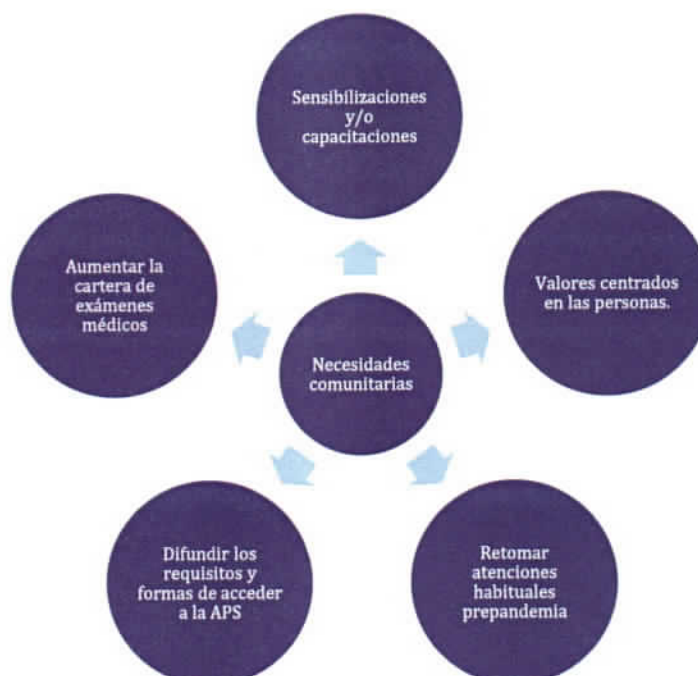 Sensibilizaciones
y/o
capacitaciones
Aumentar la
cartera de
exámenes
médicos
Valores centrados
en las personas.
Necesidades
comunitarias
Difundir los
requisitos y
formas de acceder
a la APS
Retomar
atenciones
habituales
prepandemia